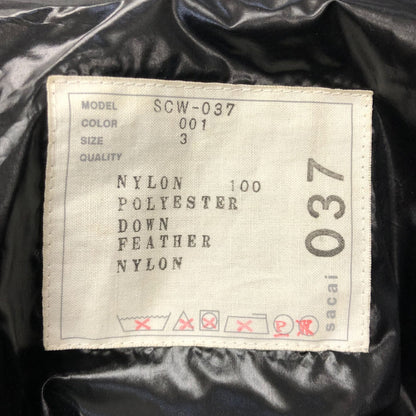 MODEL SCW-037
COLOR 001
SIZE 3
QUALITY
NYLON 100
POLYESTER
DOWN
FEATHER
NYLON
sacai 037
P